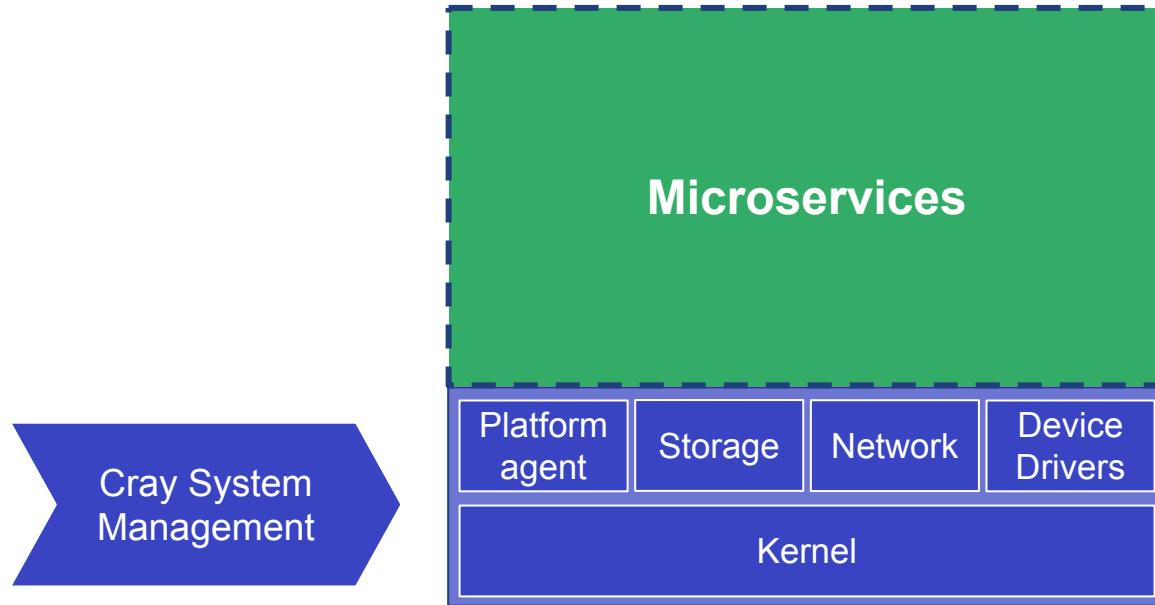 Microservices
Platform
agent
Storage
Network
Device
Drivers
Cray System
Management
Kernel